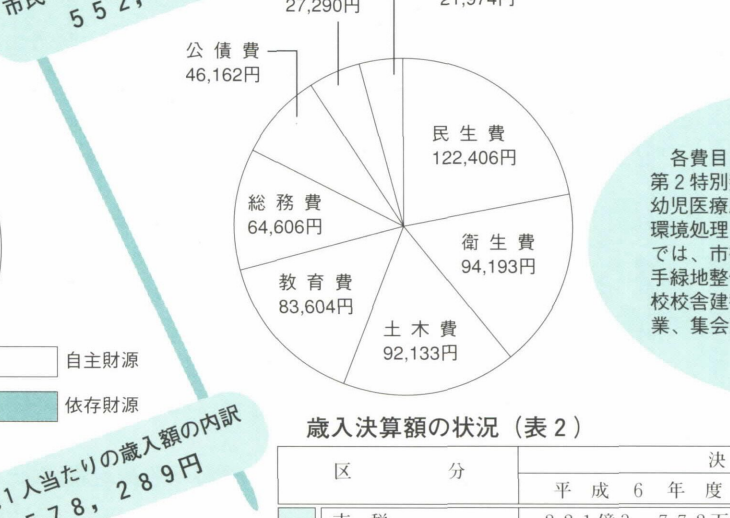 市民
552,
27,290円
21,974円
公債費
46,162円
民生費
122,406円
総務費
64,606円
衛生費
94,193円
教育費
83,604円
土木費
92,133円
各費目
第2特別
幼児医療
環境処理
では、市
手緑地整
校校舎建
業、集会
自主財源
依存財源
1人当たりの歳入額の内訳
578,289円
歳入決算額の状況（表2）
区分
決
平成6年度
市税